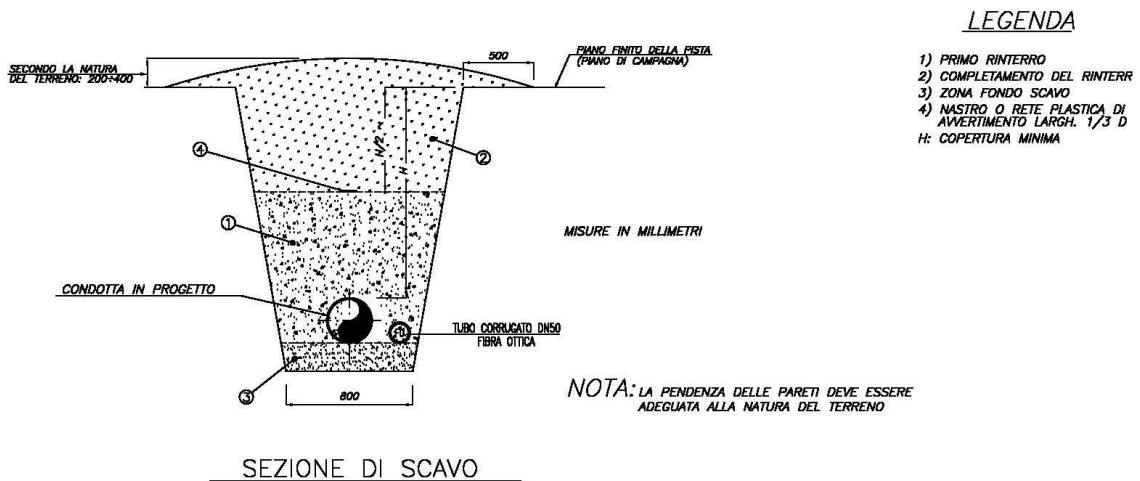 LEGENDA
1) PRIMO RINTERRO
2) COMPLETAMENTO DEL RINTERR
3) ZONA FONDO SCAVO
4) NASTRO O RETE PLASTICA DI
AVVERTIMENTO LARGH. 1/3 D
H: COPERTURA MINIMA
SECONDO LA NATURA
DEL TERRENO: 200÷400
500
PIANO FINITO DELLA PISTA
(PIANO DI CAMPAGNA)
H/2 ~
H
2
4
1
MISURE IN MILLIMETRI
CONDOTTA IN PROGETTO
TUBO CORRUGATO DN50
FIBRA OTTICA
3
800
NOTA: LA PENDENZA DELLE PARETI DEVE ESSERE
ADEGUATA ALLA NATURA DEL TERRENO
SEZIONE DI SCAVO